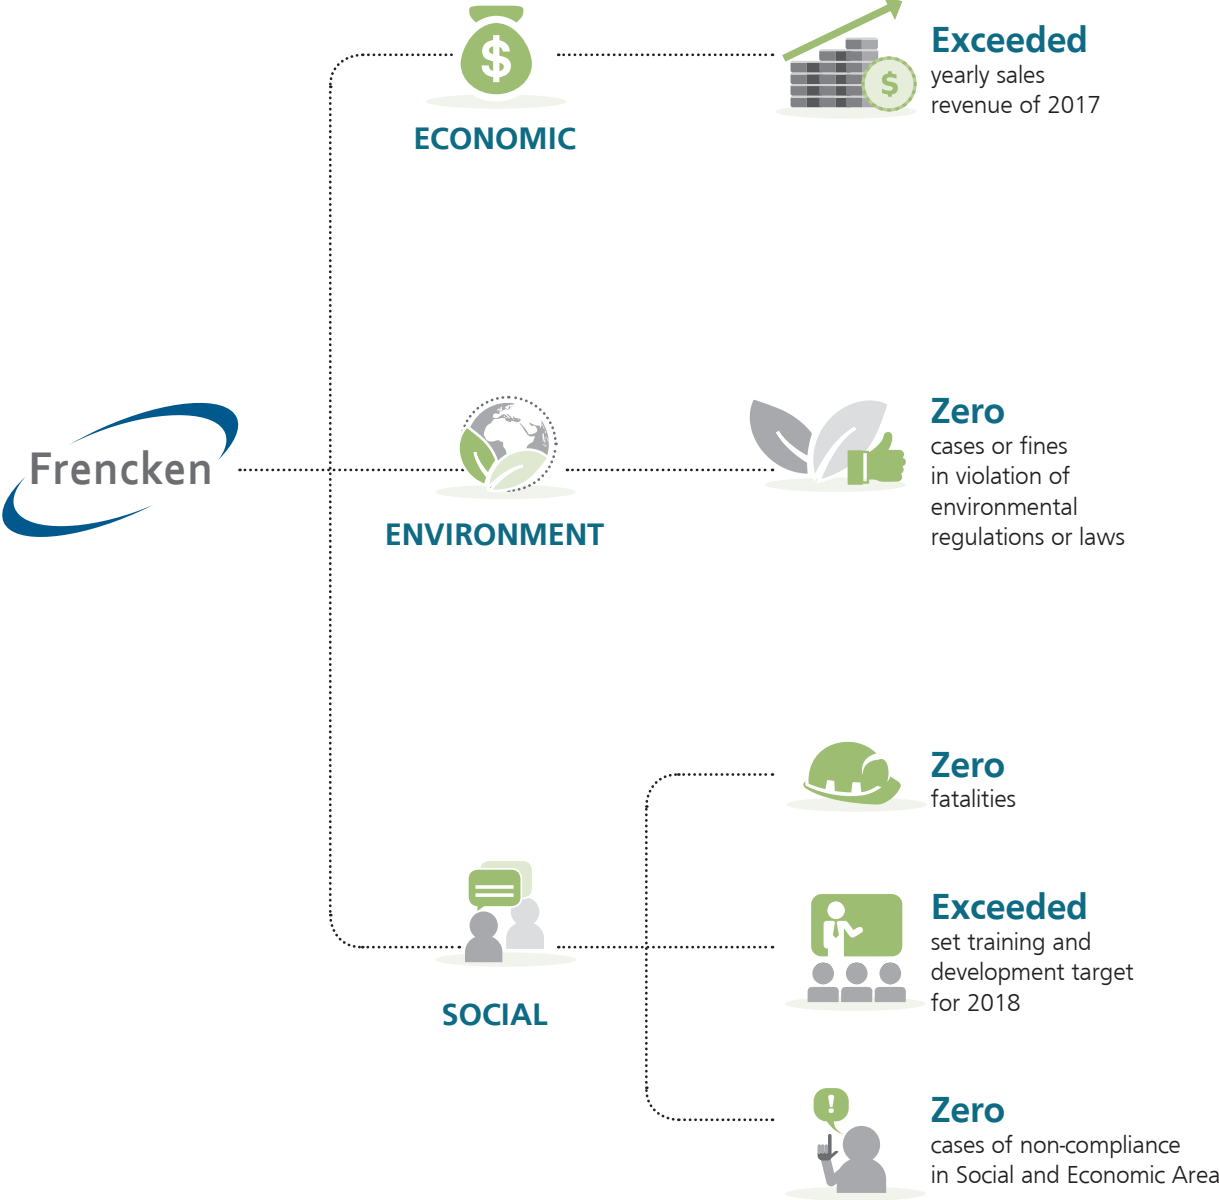 Frencken
ECONOMIC
Exceeded
yearly sales
revenue of 2017
ENVIRONMENT
Zero
cases or fines
in violation of
environmental
regulations or laws
SOCIAL
Zero
fatalities
Exceeded
set training and
development target
for 2018
Zero
cases of non-compliance
in Social and Economic Area